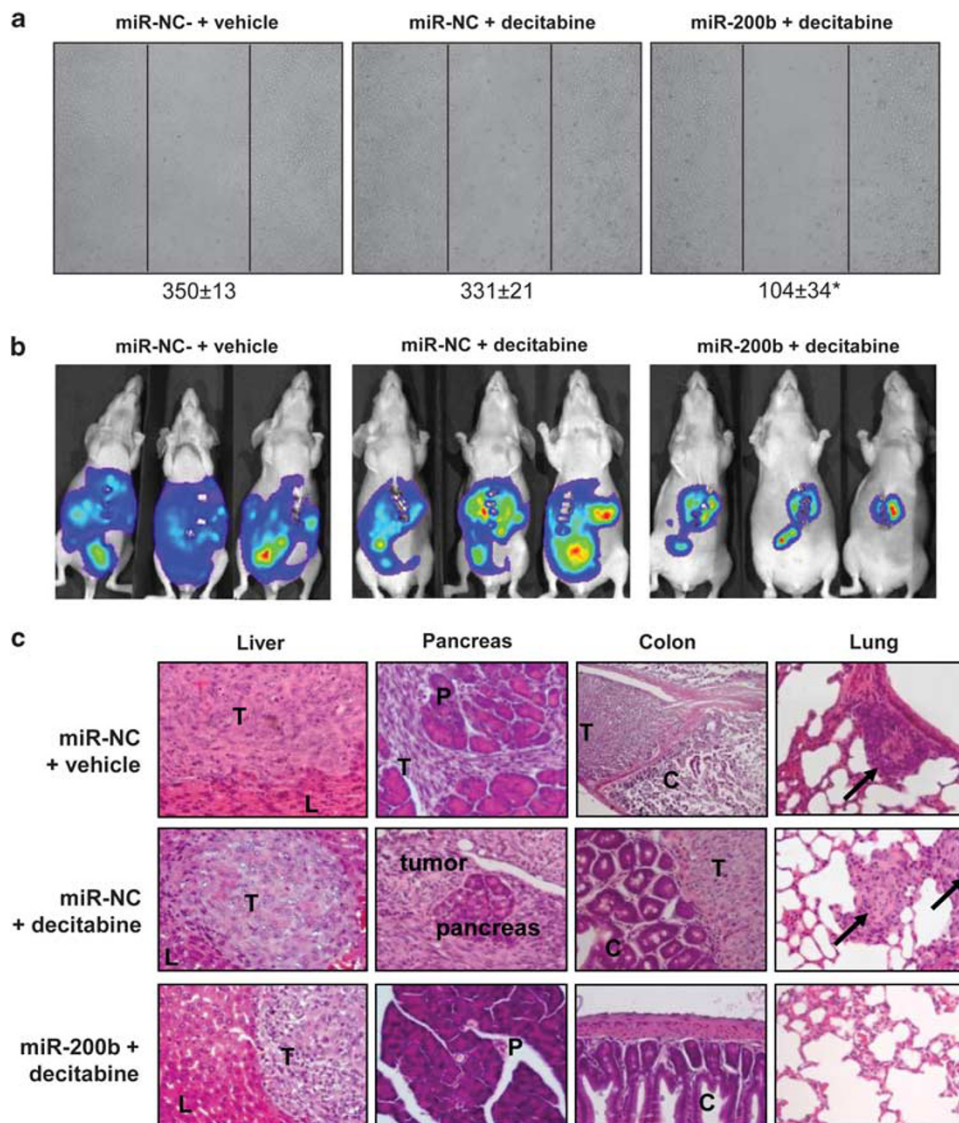 a
miR-NC- + vehicle
miR-NC + decitabine
miR-200b + decitabine
350±13
331±21
104±34*
b
miR-NC- + vehicle
miR-NC + decitabine
miR-200b + decitabine
c
Liver
Pancreas
Colon
Lung
miR-NC
+ vehicle
T
L
P
T
T
C
miR-NC
+ decitabine
T
L
tumor
pancreas
T
C
miR-200b +
decitabine
T
L
P
C